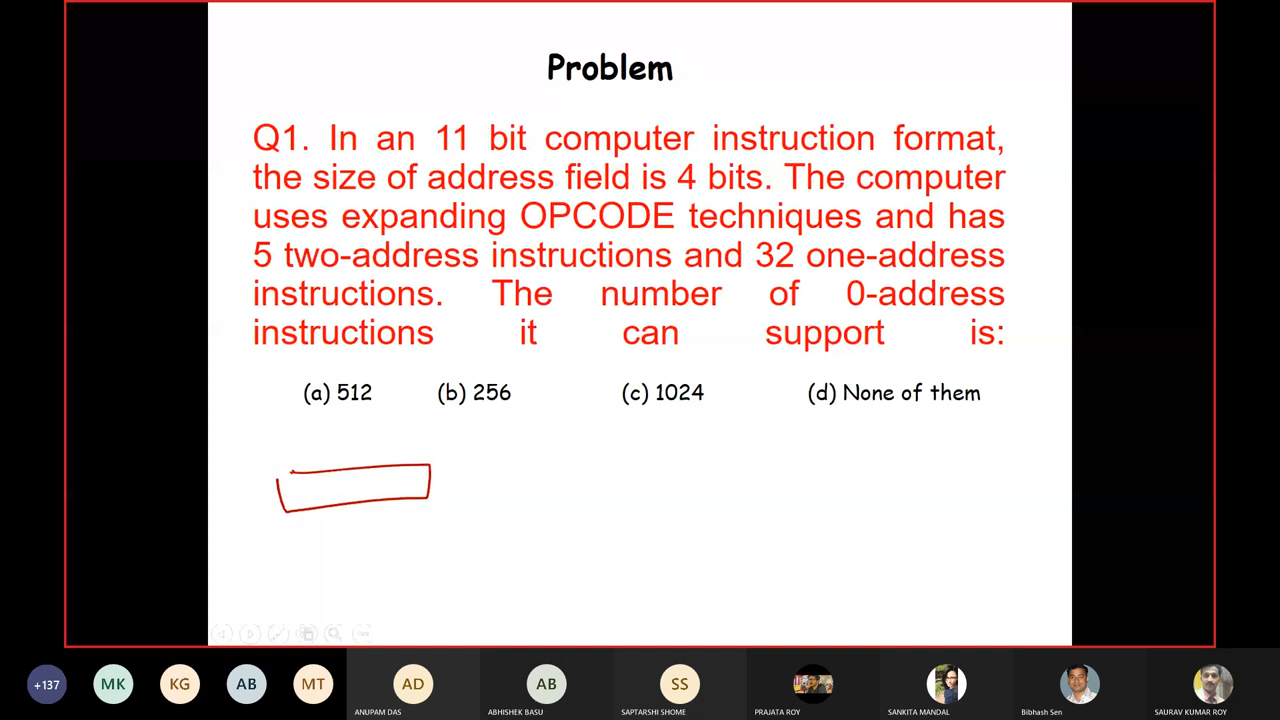 Problem
Q1. In an 11 bit computer instruction format,
the size of address field is 4 bits. The computer
uses expanding OPCODE techniques and has
5 two-address instructions and 32 one-address
instructions. The number of 0-address
instructions it can support is:
(a) 512 (b) 256 (c) 1024 (d) None of them
+137 MK KG AB MT AD AB SS
ANUPAM DAS ABHISHEK BASU SAPTARSHI SHOME PRAJATA ROY SANKITA MANDAL Bibhash Sen SAURAV KUMAR ROY